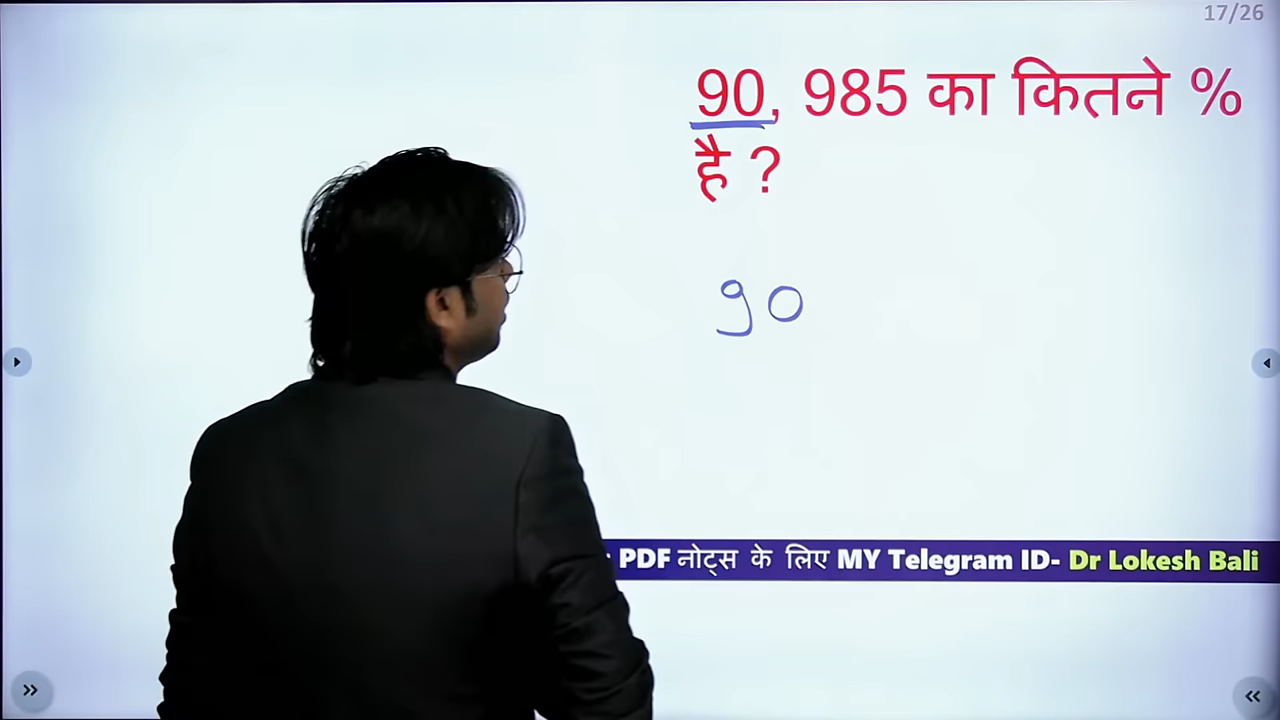 17/26
90, 985 का कितने %
है ?
90
PDF नोट्स के लिए MY Telegram ID- Dr Lokesh Bali